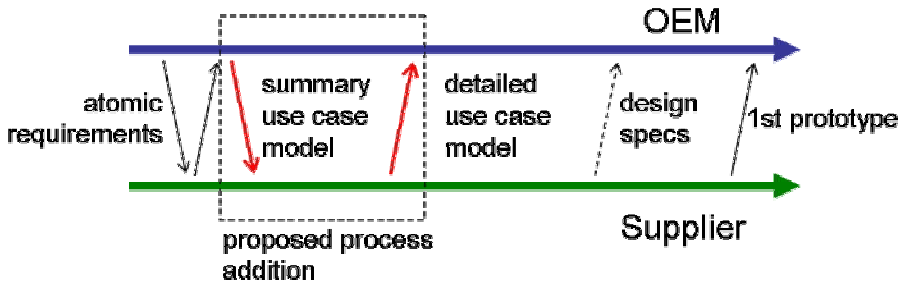 OEM
atomic
requirements
summary
use case
model
detailed
use case
model
design
specs
1st prototype
Supplier
proposed process
addition